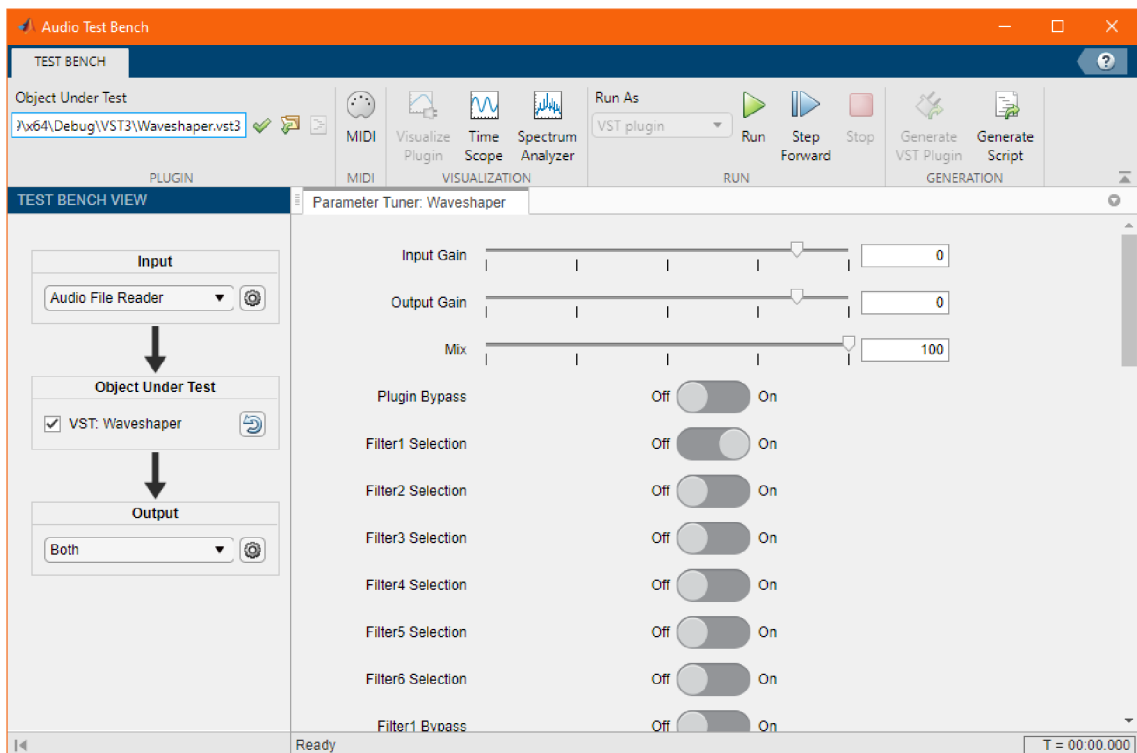 Audio Test Bench
TEST BENCH
Object Under Test
?\x64\Debug\VST3\Waveshaper.vst3
MIDI
Visualize Plugin
Time Scope
Spectrum Analyzer
Run As
VST plugin
Run
Step Forward
Stop
Generate VST Plugin
Generate Script
PLUGIN
MIDI
VISUALIZATION
RUN
GENERATION
TEST BENCH VIEW
Input
Audio File Reader
Object Under Test
VST: Waveshaper
Output
Both
Parameter Tuner: Waveshaper
Input Gain 0
Output Gain 0
Mix 100
Plugin Bypass Off On
Filter1 Selection Off On
Filter2 Selection Off On
Filter3 Selection Off On
Filter4 Selection Off On
Filter5 Selection Off On
Filter6 Selection Off On
Filter1 Bypass Off On
Ready
T = 00:00.000